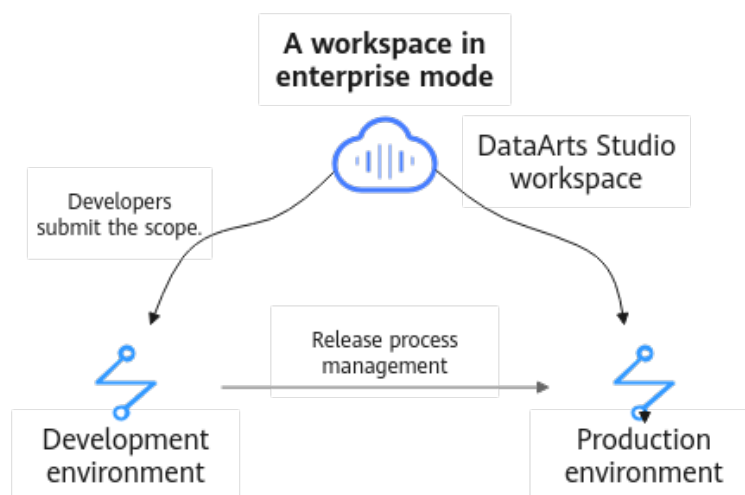 A workspace in
enterprise mode
DataArts Studio
workspace
Developers
submit the scope.
Release process
management
Development
environment
Production
environment